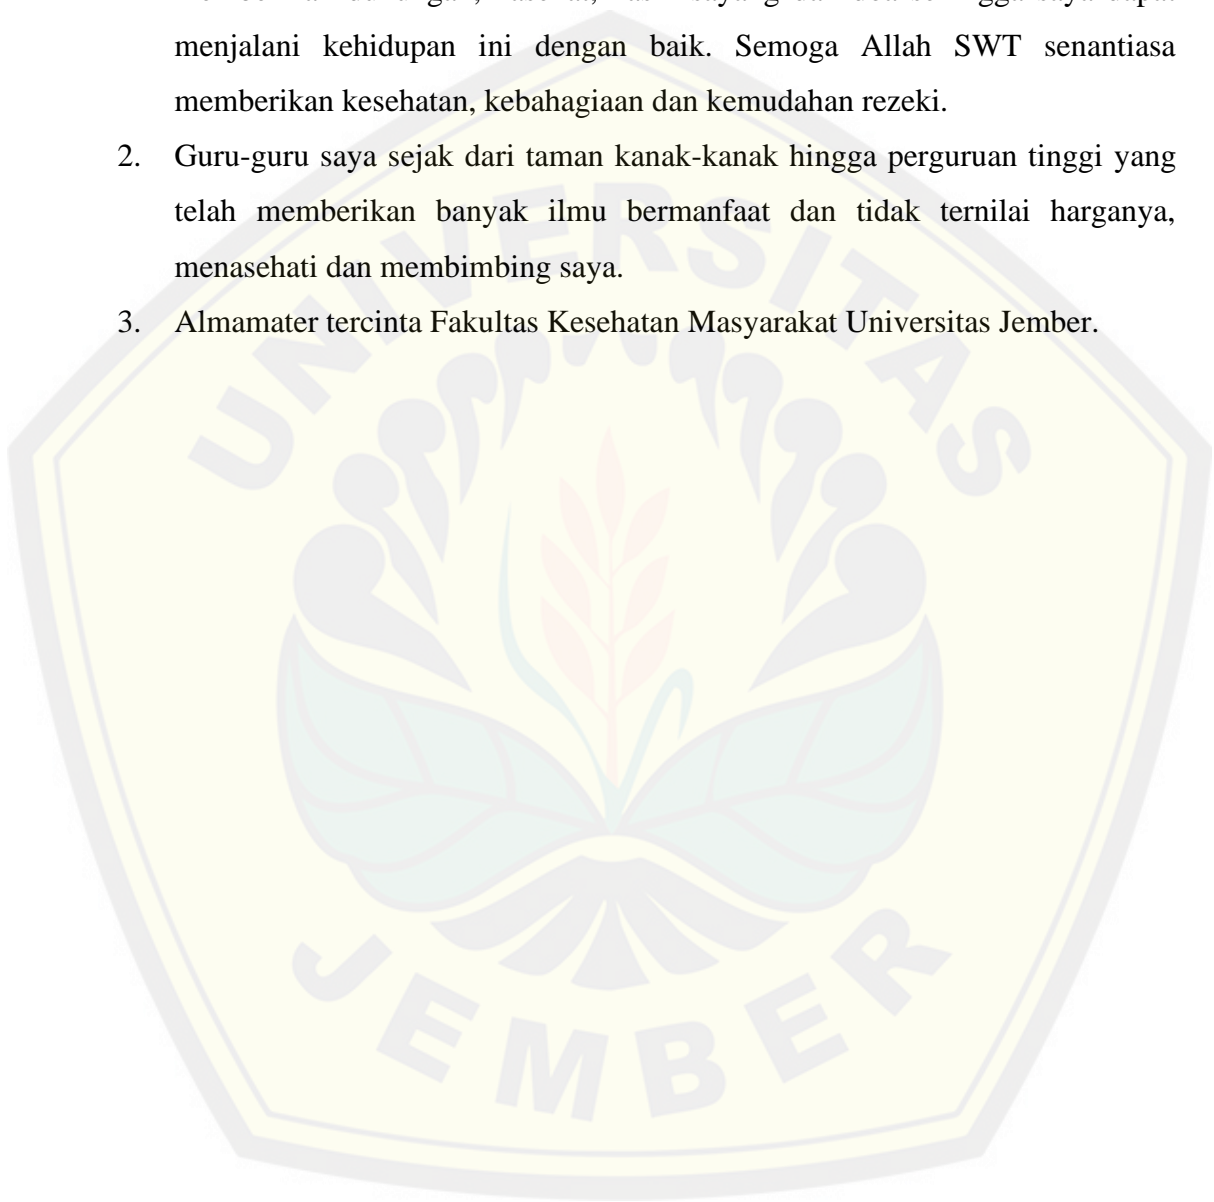 menjalani kehidupan ini dengan baik. Semoga Allah SWT senantiasa
memberikan kesehatan, kebahagiaan dan kemudahan rezeki.
2. Guru-guru saya sejak dari taman kanak-kanak hingga perguruan tinggi yang
telah memberikan banyak ilmu bermanfaat dan tidak ternilai harganya,
menasehati dan membimbing saya.
3. Almamater tercinta Fakultas Kesehatan Masyarakat Universitas Jember.
UNIVERSITAS
JEMBER